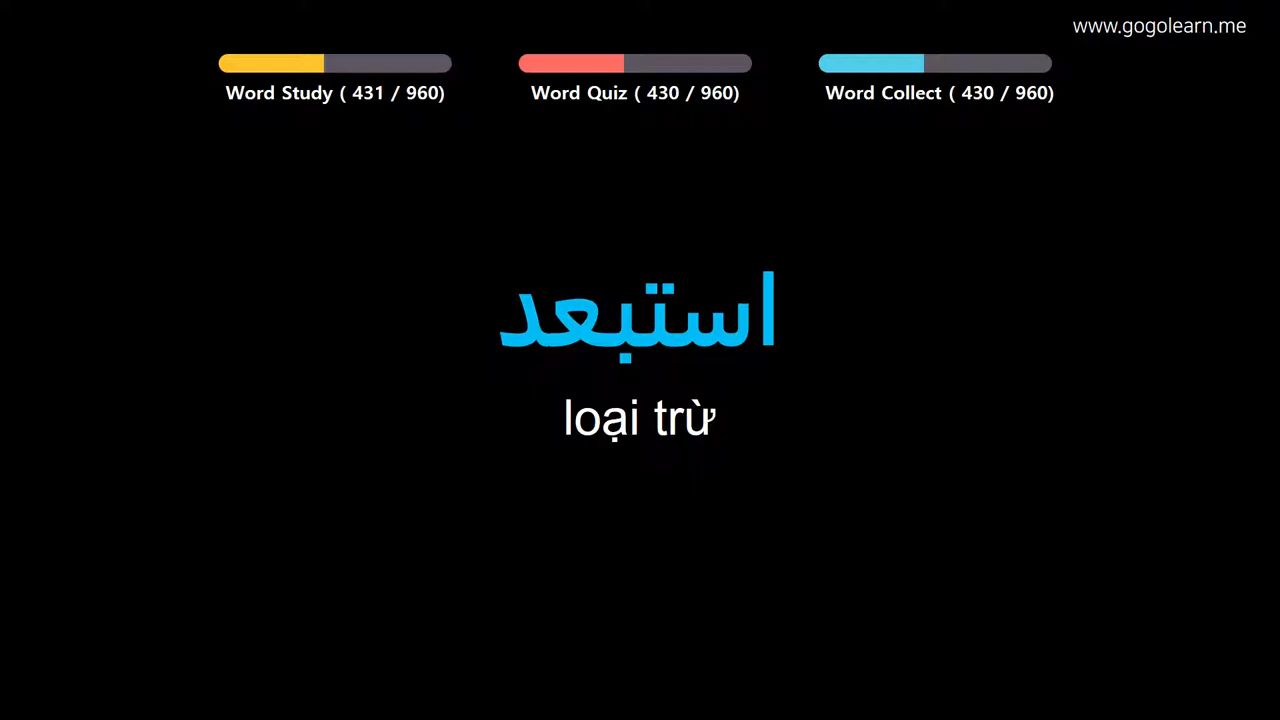 www.gogolearn.me
Word Study ( 431 / 960)
Word Quiz ( 430 / 960)
Word Collect ( 430 / 960)
استبعد
loại trừ